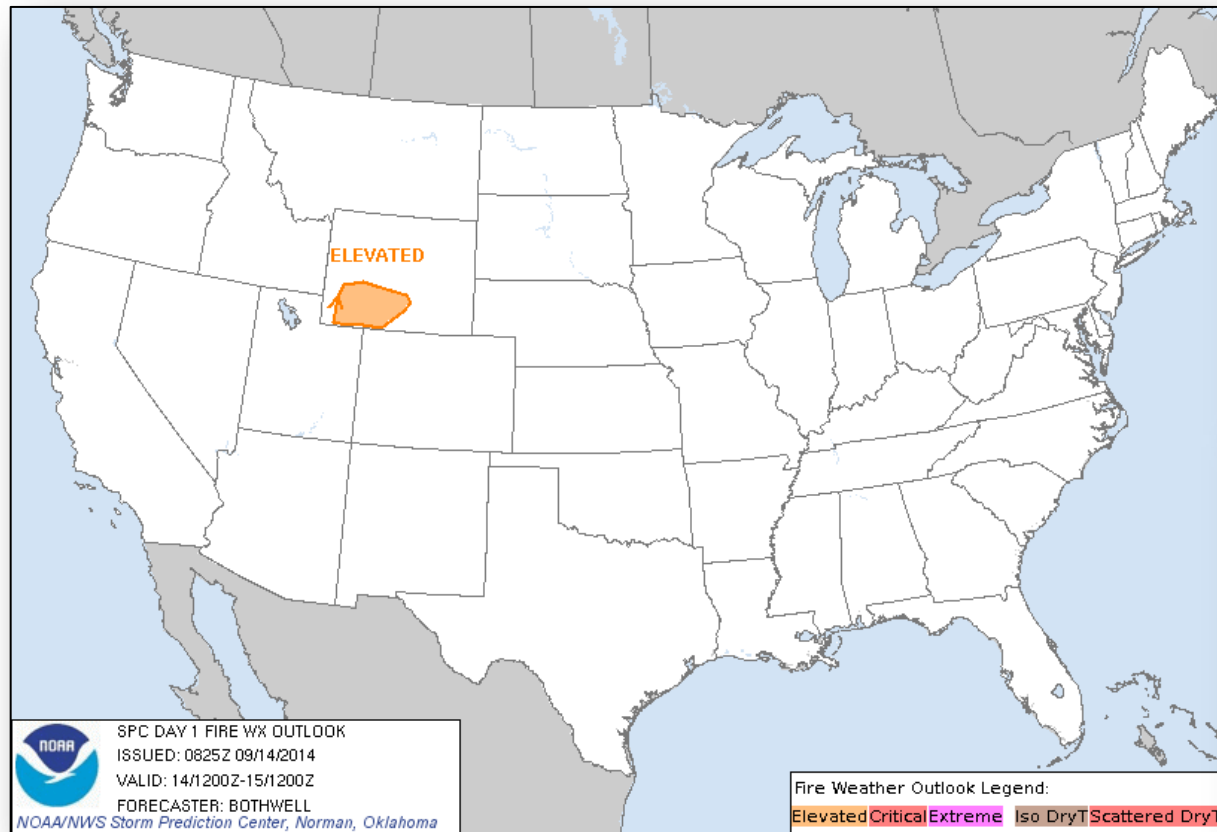 ELEVATED
NOAA
SPC DAY 1 FIRE WX OUTLOOK
ISSUED: 0825Z 09/14/2014
VALID: 14/1200Z-15/1200Z
FORECASTER: BOTHWELL
NOAA/NWS Storm Prediction Center, Norman, Oklahoma
Fire Weather Outlook Legend:
Elevated Critical Extreme Iso DryT Scattered DryT